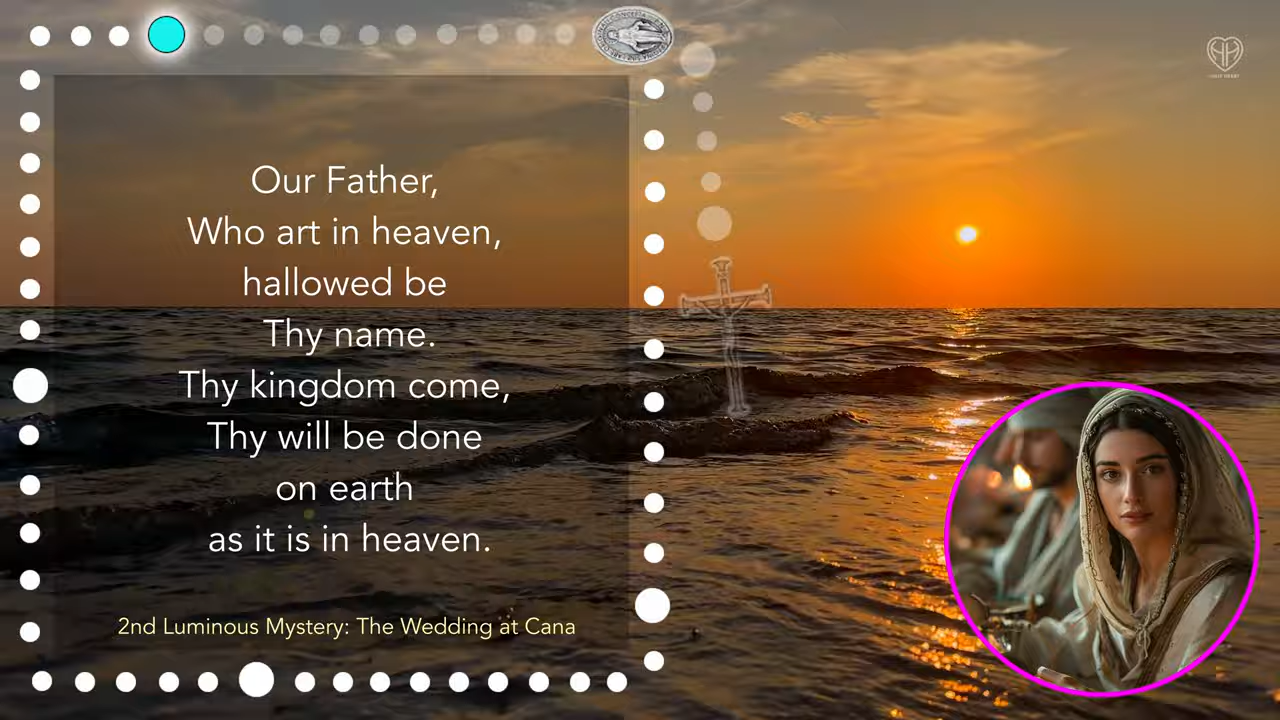 Our Father,
Who art in heaven,
hallowed be
Thy name.
Thy kingdom come,
Thy will be done
on earth
as it is in heaven.
2nd Luminous Mystery: The Wedding at Cana